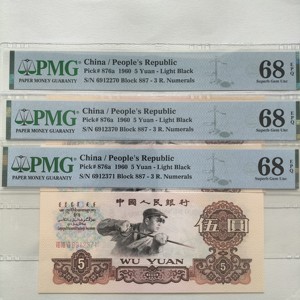 PMG
PAPER MONEY GUARANTY
China / People's Republic
Pick# 876a 1960 5 Yuan - Light Black
S/N 6912270 Block 887 - 3 R. Numerals
68 EPQ
Superb Gem Unc
PMG
PAPER MONEY GUARANTY
China / People's Republic
Pick# 876a 1960 5 Yuan - Light Black
S/N 6912370 Block 887 - 3 R. Numerals
68 EPQ
Superb Gem Unc
PMG
PAPER MONEY GUARANTY
China / People's Republic
Pick# 876a 1960 5 Yuan - Light Black
S/N 6912371 Block 887 - 3 R. Numerals
68 EPQ
Superb Gem Unc
中國人民銀行
伍圓
5
WU YUAN
5